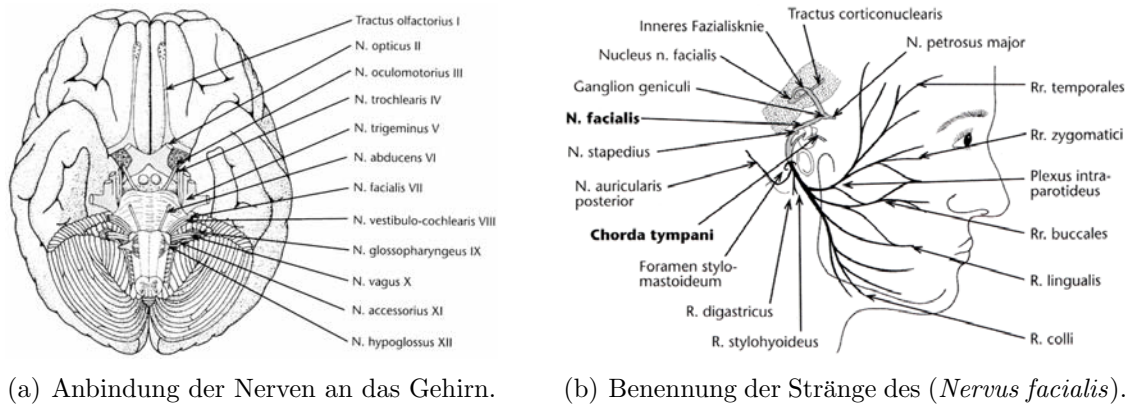 Tractus olfactorius I
N. opticus II
N. oculomotorius III
N. trochlearis IV
N. trigeminus V
N. abducens VI
N. facialis VII
N. vestibulo-cochlearis VIII
N. glossopharyngeus IX
N. vagus X
N. accessorius XI
N. hypoglossus XII
(a) Anbindung der Nerven an das Gehirn.
Tractus corticonuclearis
Inneres Fazialisknie
N. petrosus major
Nucleus n. facialis
Ganglion geniculi
N. facialis
N. stapedius
N. auricularis
posterior
Chorda tympani
Foramen stylo-
mastoideum
R. digastricus
R. stylohyoideus
Rr. temporales
Rr. zygomatici
Plexus intra-
parotideus
Rr. buccales
R. lingualis
R. colli
(b) Benennung der Stränge des (Nervus facialis).